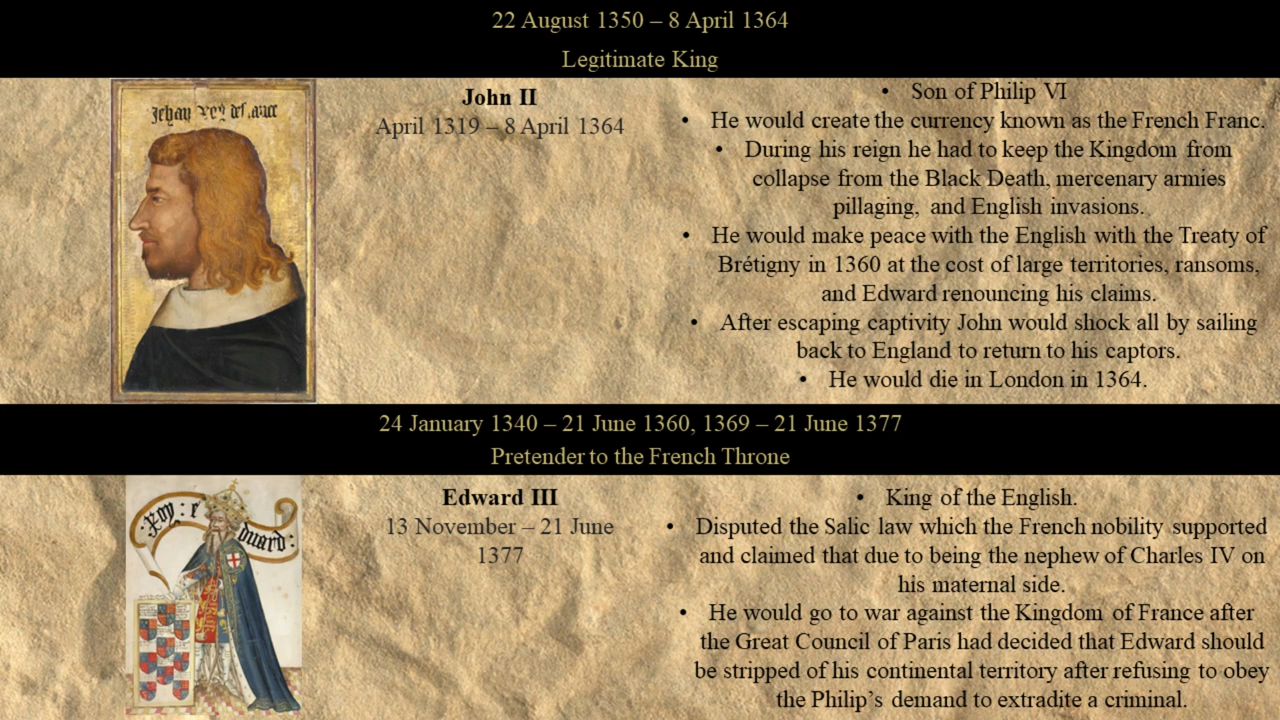 22 August 1350 – 8 April 1364
Legitimate King
Jehan roy de france
John II
April 1319 – 8 April 1364
• Son of Philip VI
• He would create the currency known as the French Franc.
• During his reign he had to keep the Kingdom from
collapse from the Black Death, mercenary armies
pillaging, and English invasions.
• He would make peace with the English with the Treaty of
Brétigny in 1360 at the cost of large territories, ransoms,
and Edward renouncing his claims.
• After escaping captivity John would shock all by sailing
back to England to return to his captors.
• He would die in London in 1364.
24 January 1340 – 21 June 1360, 1369 – 21 June 1377
Pretender to the French Throne
Roy : e
duard :
Edward III
13 November – 21 June
1377
• King of the English.
• Disputed the Salic law which the French nobility supported
and claimed that due to being the nephew of Charles IV on
his maternal side.
• He would go to war against the Kingdom of France after
the Great Council of Paris had decided that Edward should
be stripped of his continental territory after refusing to obey
the Philip’s demand to extradite a criminal.